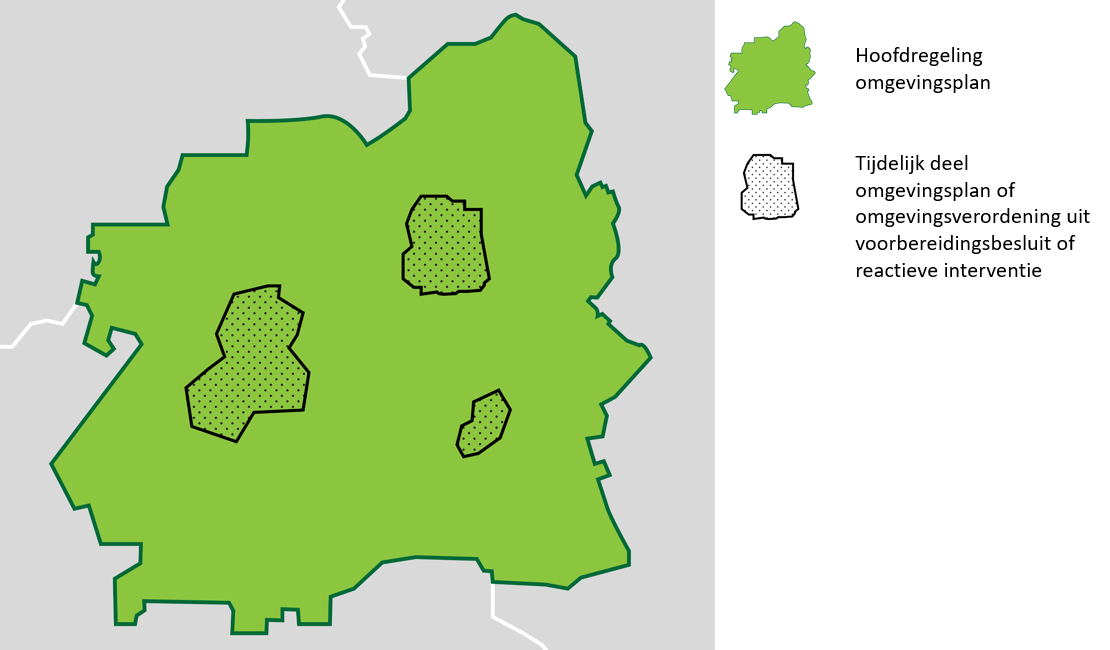 Hoofdregeling
omgevingsplan
Tijdelijk deel
omgevingsplan of
omgevingsverordening uit
voorbereidingsbesluit of
reactieve interventie